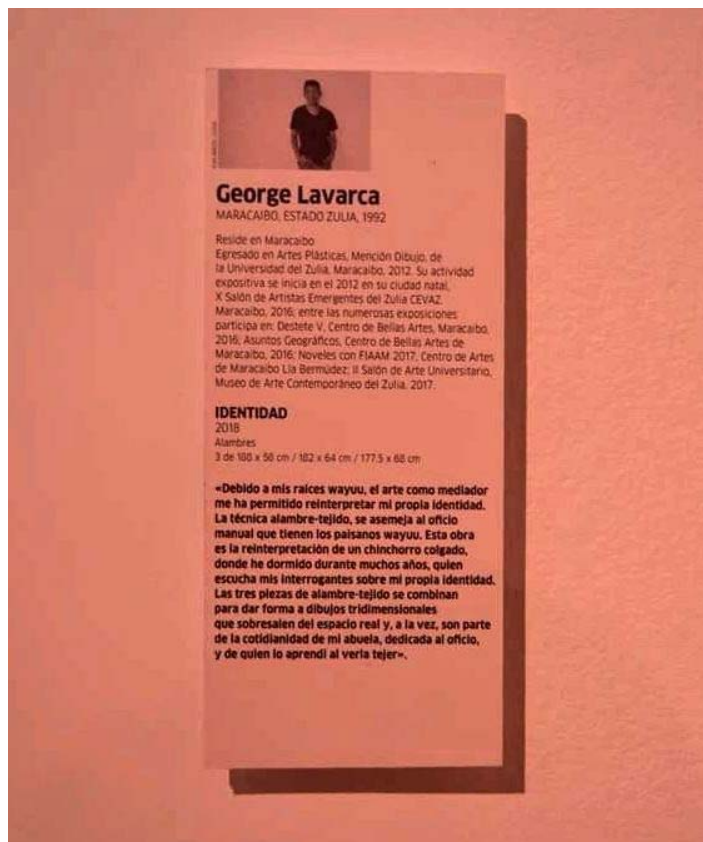 George Lavarca
MARACAIBO, ESTADO ZULIA, 1992
Reside en Maracaibo
Egresado en Artes Plásticas, Mención Dibujo, de
la Universidad del Zulia, Maracaibo, 2012. Su actividad
expositiva se inicia en el 2012 en su ciudad natal,
X Salón de Artistas Emergentes del Zulia CEVAZ,
Maracaibo, 2016; entre las numerosas exposiciones
participa en: Destete V, Centro de Bellas Artes, Maracaibo,
2016; Asuntos Geográficos, Centro de Bellas Artes de
Maracaibo, 2016; Noveles con FIAAM 2017, Centro de Artes
de Maracaibo Lía Bermúdez; II Salón de Arte Universitario,
Museo de Arte Contemporáneo del Zulia, 2017.
IDENTIDAD
2018
Alambres
3 de 188 x 58 cm / 182 x 64 cm / 177.5 x 68 cm
«Debido a mis raíces wayuu, el arte como mediador
me ha permitido reinterpretar mi propia identidad.
La técnica alambre-tejido, se asemeja al oficio
manual que tienen los paisanos wayuu. Esta obra
es la reinterpretación de un chinchorro colgado,
donde he dormido durante muchos años, quien
escucha mis interrogantes sobre mi propia identidad.
Las tres piezas de alambre-tejido se combinan
para dar forma a dibujos tridimensionales
que sobresalen del espacio real y, a la vez, son parte
de la cotidianidad de mi abuela, dedicada al oficio,
y de quien lo aprendí al verla tejer».